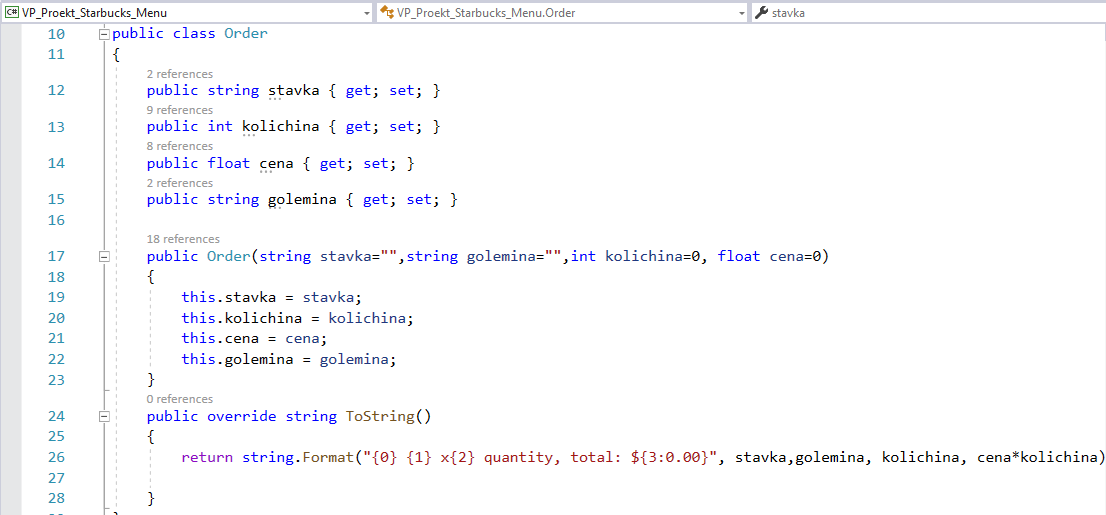 C# VP_Proekt_Starbucks_Menu VP_Proekt_Starbucks_Menu.Order stavka
10 public class Order
11 {
2 references
12 public string stavka { get; set; }
9 references
13 public int kolichina { get; set; }
8 references
14 public float cena { get; set; }
2 references
15 public string golemina { get; set; }
16
18 references
17 public Order(string stavka="",string golemina="",int kolichina=0, float cena=0)
18 {
19 this.stavka = stavka;
20 this.kolichina = kolichina;
21 this.cena = cena;
22 this.golemina = golemina;
23 }
0 references
24 public override string ToString()
25 {
26 return string.Format("{0} {1} x{2} quantity, total: ${3:0.00}", stavka,golemina, kolichina, cena*kolichina)
27
28 }